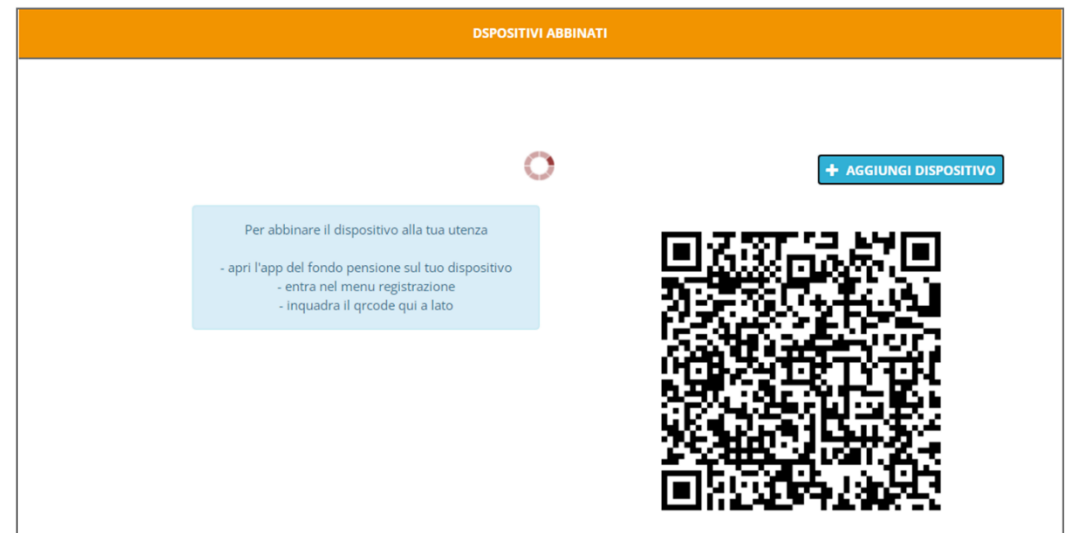 DSPOSITIVI ABBINATI
+ AGGIUNGI DISPOSITIVO
Per abbinare il dispositivo alla tua utenza
- apri l'app del fondo pensione sul tuo dispositivo
- entra nel menu registrazione
- inquadra il qrcode qui a lato